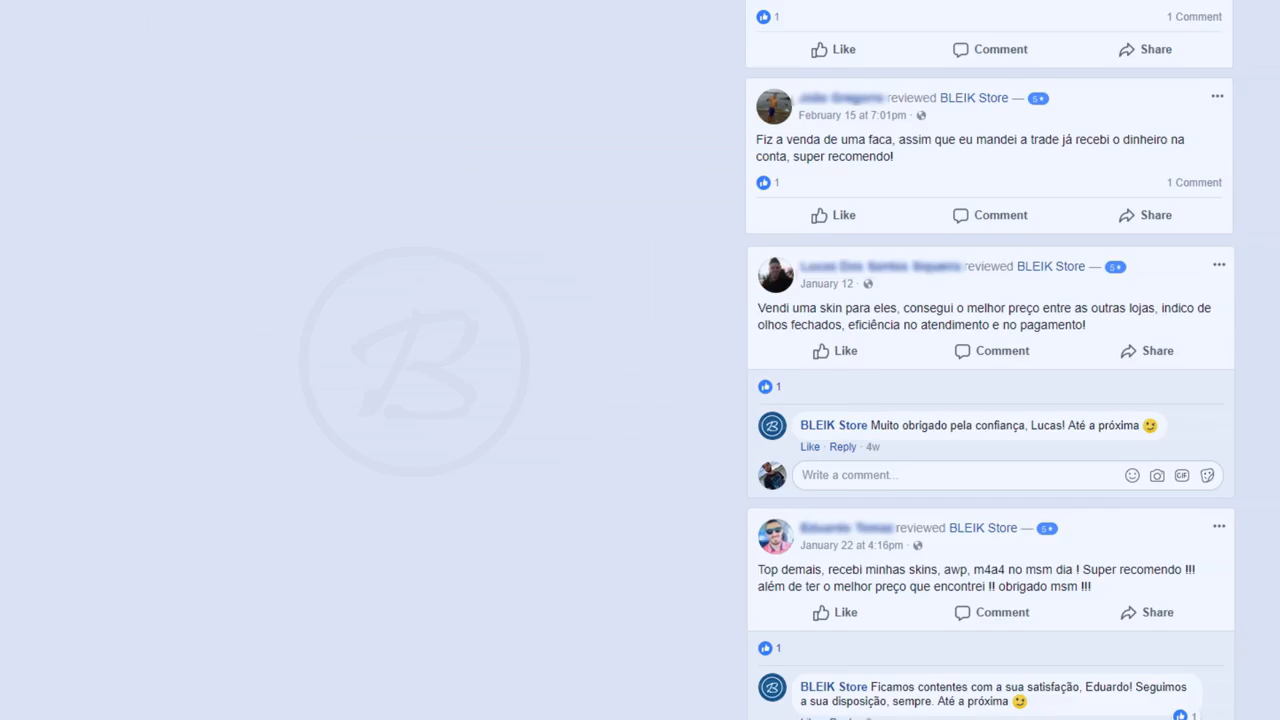 1
1 Comment
Like
Comment
Share
reviewed BLEIK Store — 5★
February 15 at 7:01pm ·
Fiz a venda de uma faca, assim que eu mandei a trade já recebi o dinheiro na
conta, super recomendo!
1
1 Comment
Like
Comment
Share
reviewed BLEIK Store — 5★
January 12 ·
Vendi uma skin para eles, consegui o melhor preço entre as outras lojas, indico de
olhos fechados, eficiência no atendimento e no pagamento!
Like
Comment
Share
1
BLEIK Store Muito obrigado pela confiança, Lucas! Até a próxima
Like · Reply · 4w
Write a comment...
GIF
reviewed BLEIK Store — 5★
January 22 at 4:16pm ·
Top demais, recebi minhas skins, awp, m4a4 no msm dia ! Super recomendo !!!
além de ter o melhor preço que encontrei !! obrigado msm !!!
Like
Comment
Share
1
BLEIK Store Ficamos contentes com a sua satisfação, Eduardo! Seguimos
a sua disposição, sempre. Até a próxima
1
B